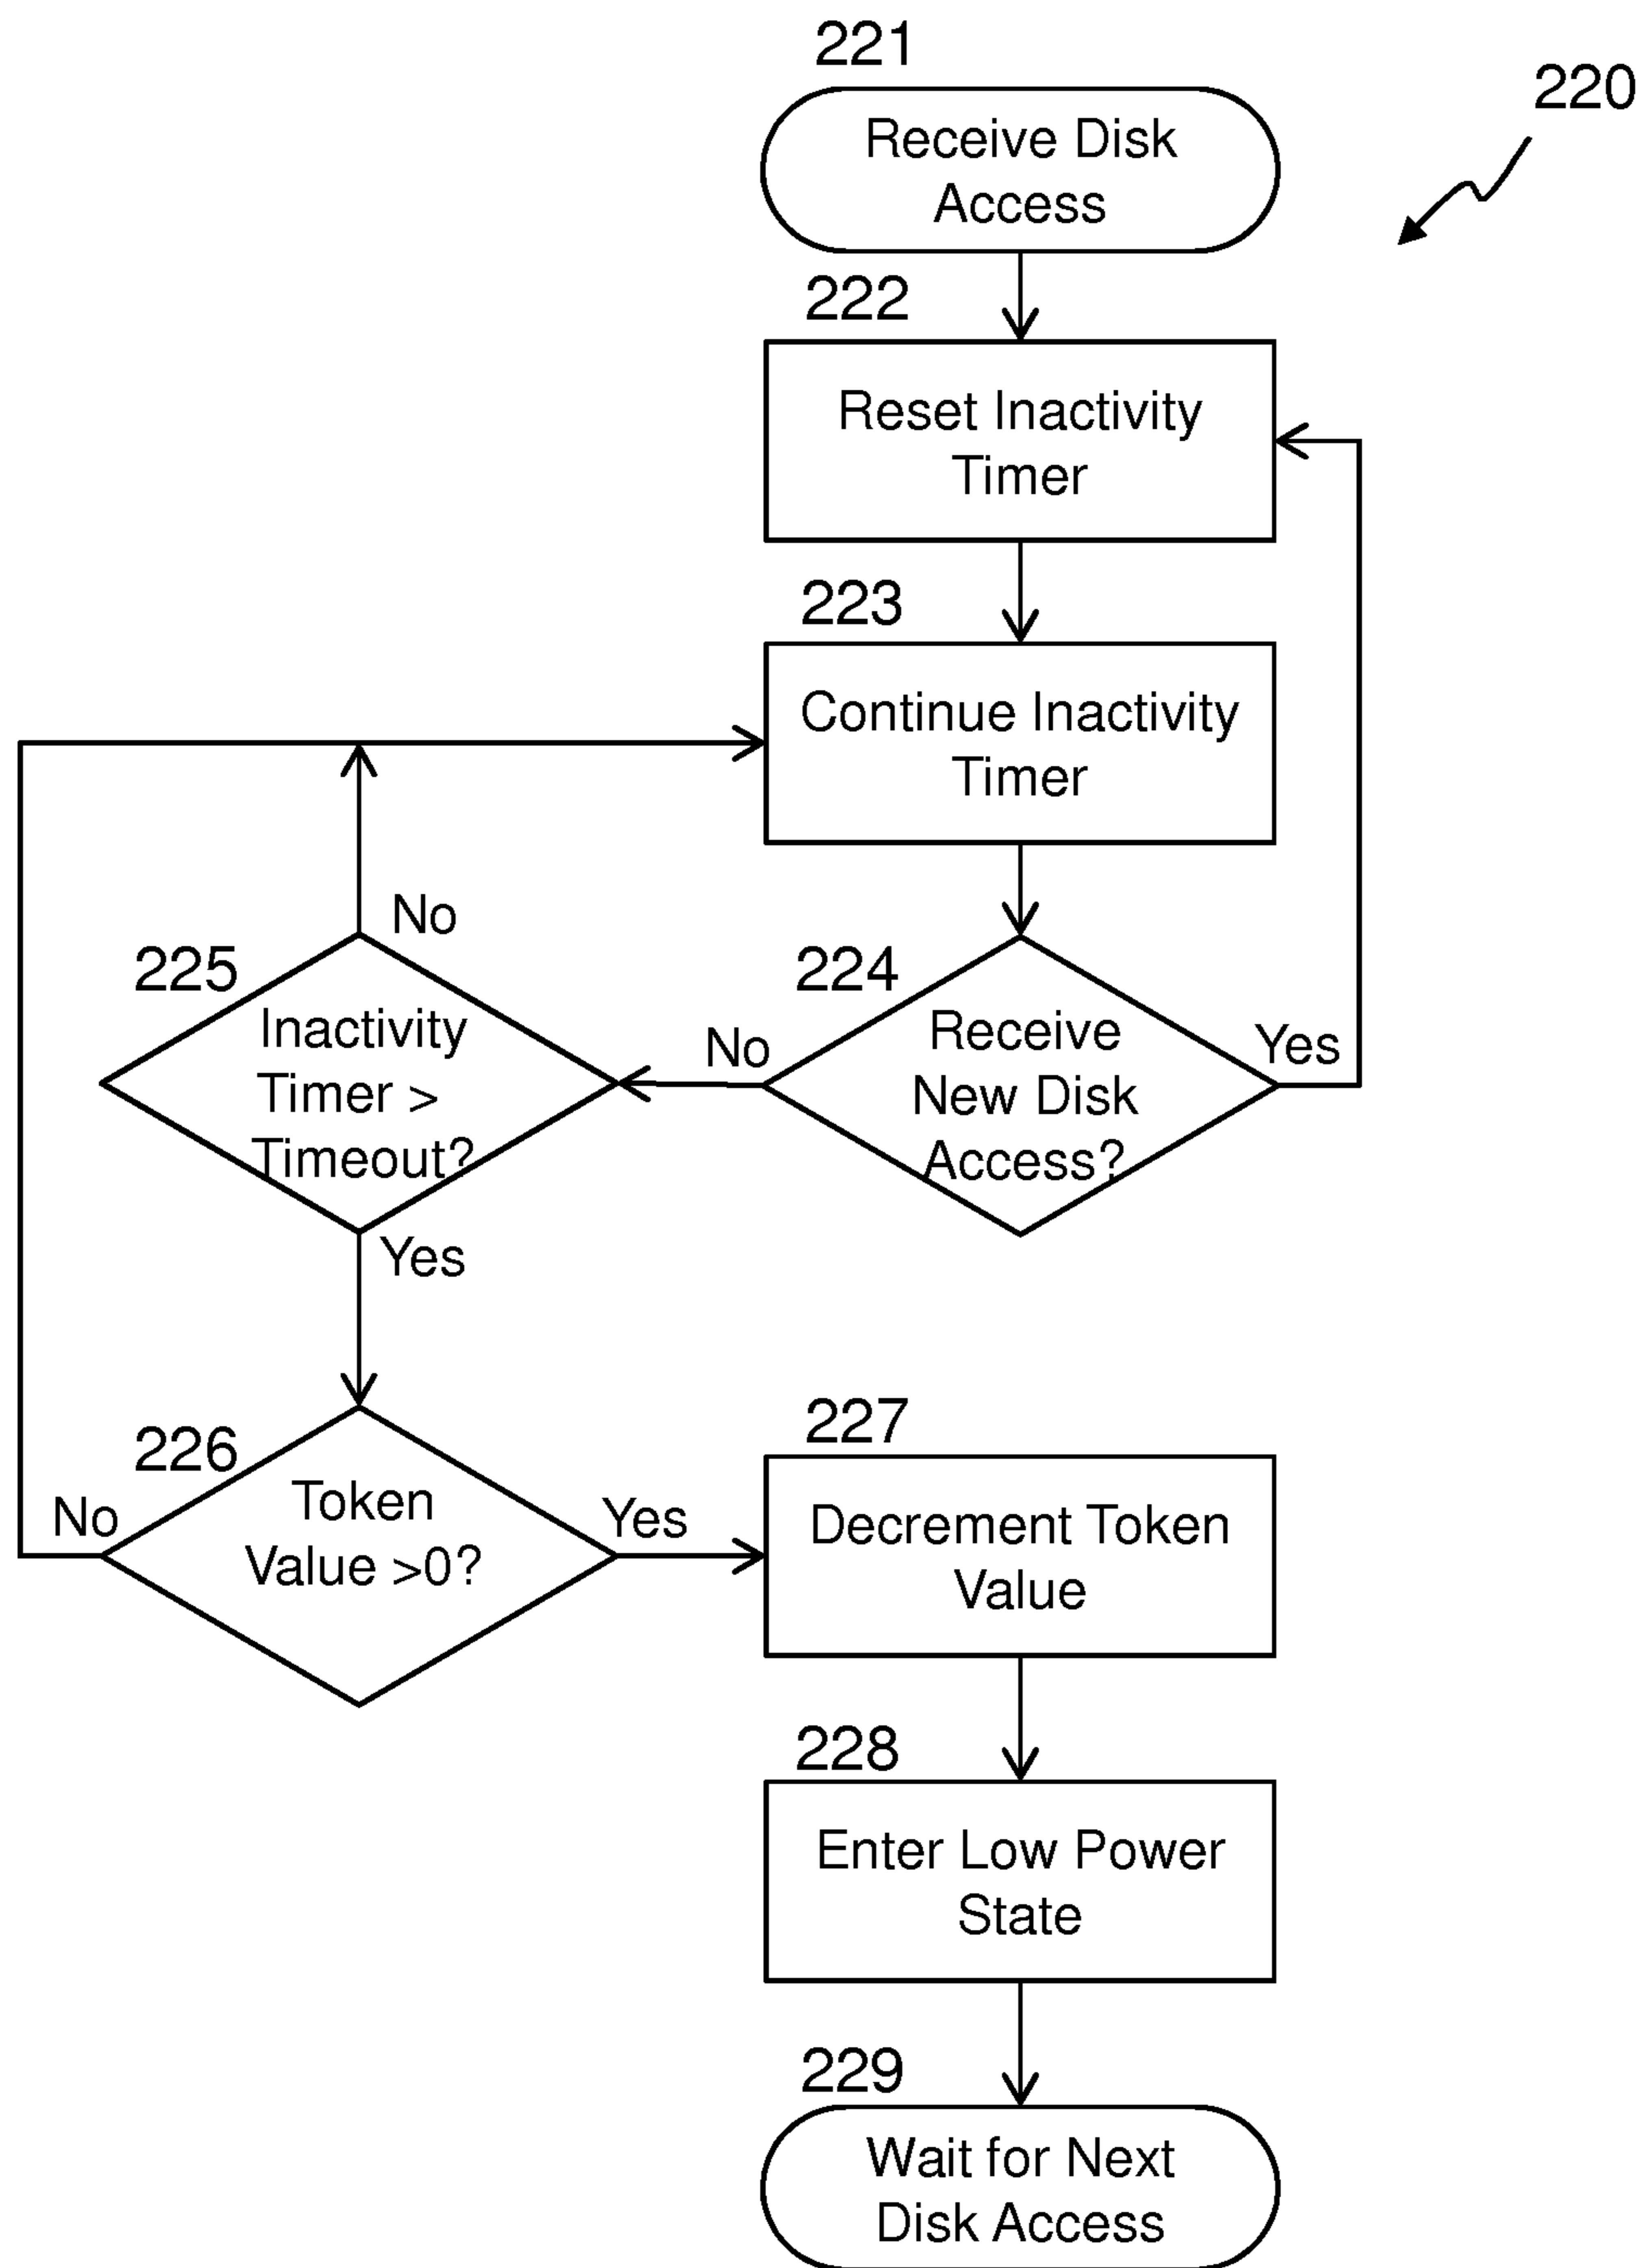 221
220
Receive Disk
Access
222
Reset Inactivity
Timer
223
Continue Inactivity
Timer
No
225
Inactivity
Timer >
Timeout?
No
224
Receive
New Disk
Access?
Yes
Yes
226
Token
Value >0?
No
Yes
227
Decrement Token
Value
228
Enter Low Power
State
229
Wait for Next
Disk Access